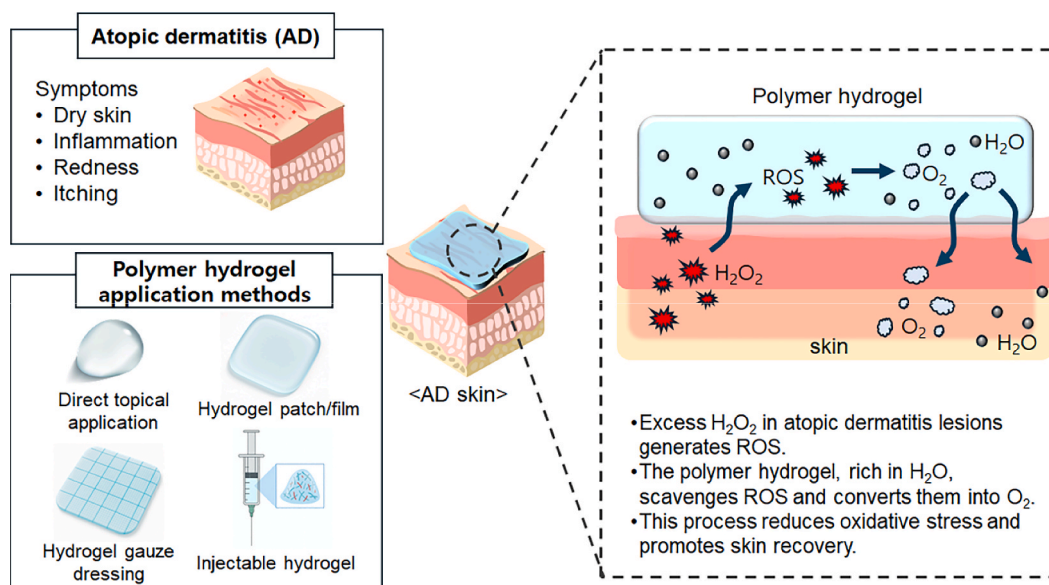 Atopic dermatitis (AD)
Symptoms
• Dry skin
• Inflammation
• Redness
• Itching
Polymer hydrogel
application methods
Direct topical
application
Hydrogel patch/film
Hydrogel gauze
dressing
Injectable hydrogel
<AD skin>
Polymer hydrogel
H₂O
ROS
O₂
H₂O₂
O₂
H₂O
skin
•Excess H₂O₂ in atopic dermatitis lesions
generates ROS.
•The polymer hydrogel, rich in H₂O,
scavenges ROS and converts them into O₂.
•This process reduces oxidative stress and
promotes skin recovery.